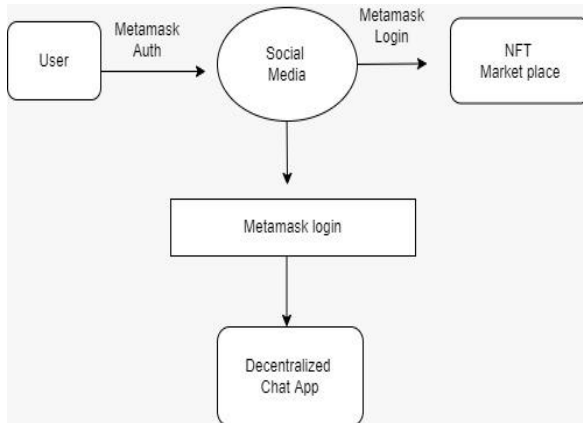 User
Metamask
Auth
Social
Media
Metamask
Login
NFT
Market place
Metamask login
Decentralized
Chat App